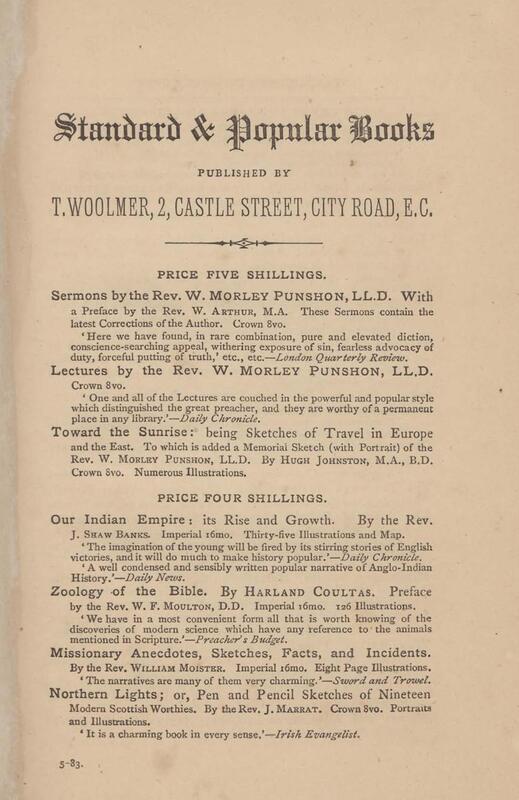 Standard & Popular Books
PUBLISHED BY
T. WOOLMER, 2, CASTLE STREET, CITY ROAD, E.C.
PRICE FIVE SHILLINGS.
Sermons by the Rev. W. MORLEY PUNSHON, LL.D. With
a Preface by the Rev. W. ARTHUR, M.A. These Sermons contain the
latest Corrections of the Author. Crown 8vo.
‘Here we have found, in rare combination, pure and elevated diction,
conscience-searching appeal, withering exposure of sin, fearless advocacy of
duty, forceful putting of truth,’ etc., etc.—London Quarterly Review.
Lectures by the Rev. W. MORLEY PUNSHON, LL.D.
Crown 8vo.
‘One and all of the Lectures are couched in the powerful and popular style
which distinguished the great preacher, and they are worthy of a permanent
place in any library.’—Daily Chronicle.
Toward the Sunrise: being Sketches of Travel in Europe
and the East. To which is added a Memorial Sketch (with Portrait) of the
Rev. W. MORLEY PUNSHON, LL.D. By HUGH JOHNSTON, M.A., B.D.
Crown 8vo. Numerous Illustrations.
PRICE FOUR SHILLINGS.
Our Indian Empire: its Rise and Growth. By the Rev.
J. SHAW BANKS. Imperial 16mo. Thirty-five Illustrations and Map.
‘The imagination of the young will be fired by its stirring stories of English
victories, and it will do much to make history popular.’—Daily Chronicle.
‘A well condensed and sensibly written popular narrative of Anglo-Indian
History.’—Daily News.
Zoology of the Bible. By HARLAND COULTAS. Preface
by the Rev. W. F. MOULTON, D.D. Imperial 16mo. 126 Illustrations.
‘We have in a most convenient form all that is worth knowing of the
discoveries of modern science which have any reference to the animals
mentioned in Scripture.’—Preacher's Budget.
Missionary Anecdotes, Sketches, Facts, and Incidents.
By the Rev. WILLIAM MOISTER. Imperial 16mo. Eight Page Illustrations.
‘The narratives are many of them very charming.’—Sword and Trowel.
Northern Lights; or, Pen and Pencil Sketches of Nineteen
Modern Scottish Worthies. By the Rev. J. MARRAT. Crown 8vo. Portraits
and Illustrations.
‘It is a charming book in every sense.’—Irish Evangelist.
5-83.